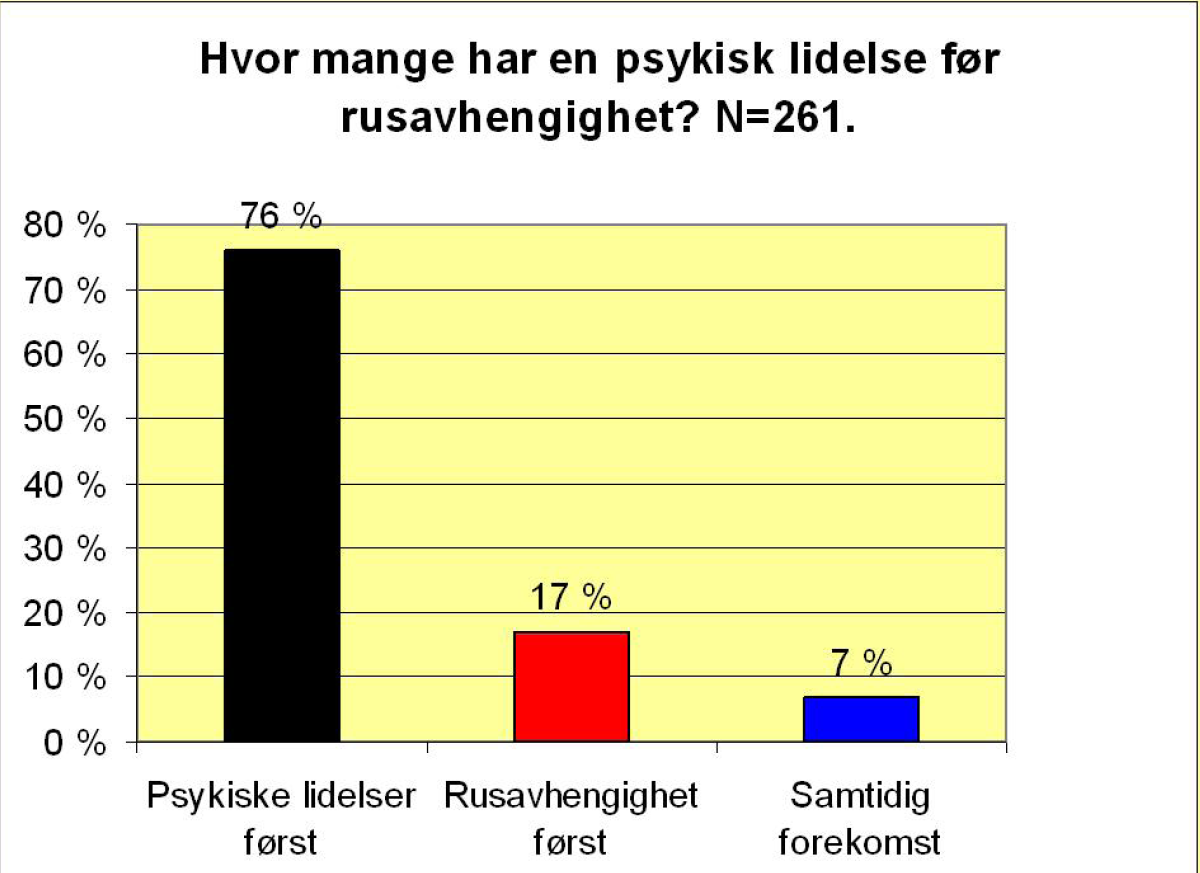 Hvor mange har en psykisk lidelse før
rusavhengighet? N=261.
76 %
80 %
70 %
60 %
50 %
40 %
30 %
17 %
20 %
7 %
10 %
0 %
Psykiske lidelser
først
Rusavhengighet
først
Samtidig
forekomst